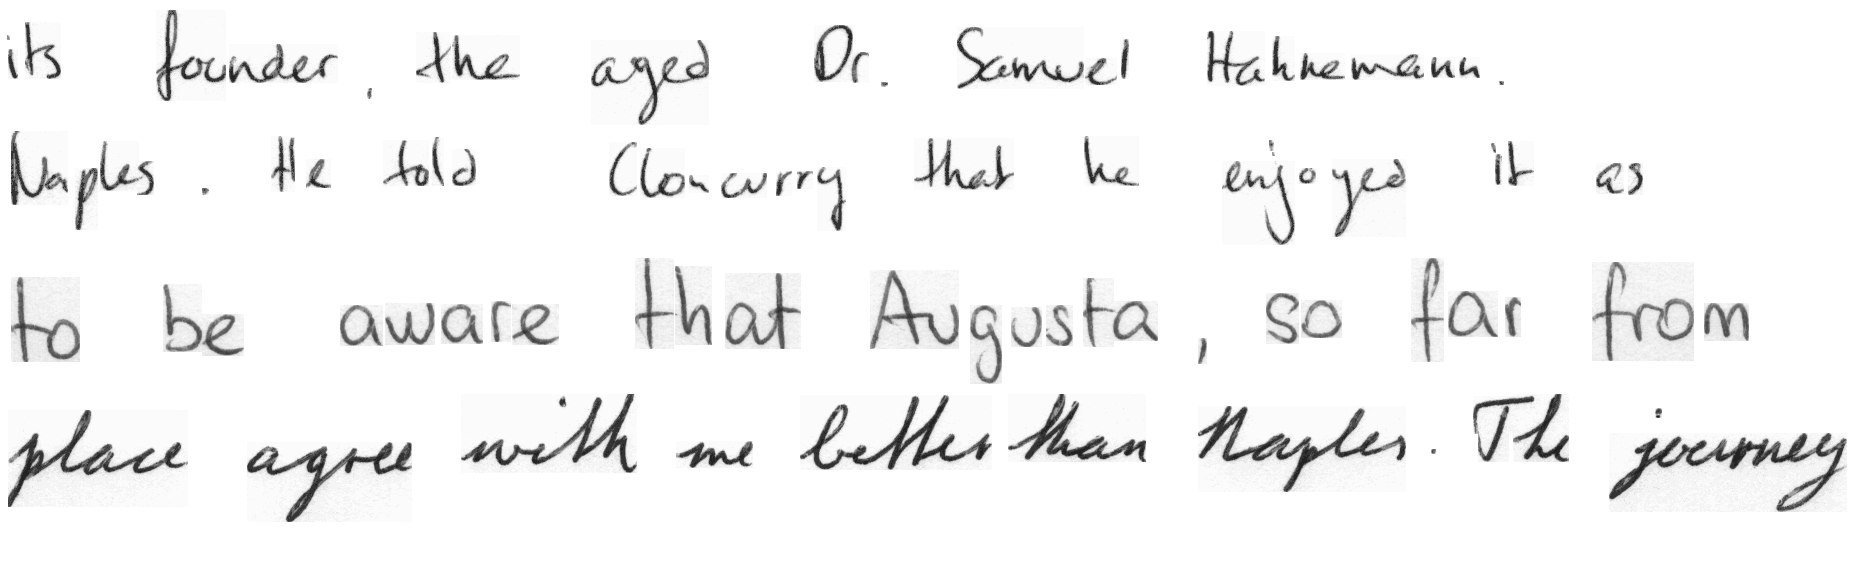 its founder, the aged Dr. Samuel Hahnemann.
Naples. He told Cloncurry that he enjoyed it as
to be aware that Augusta, so far from
place agree with me better than Naples. The journey